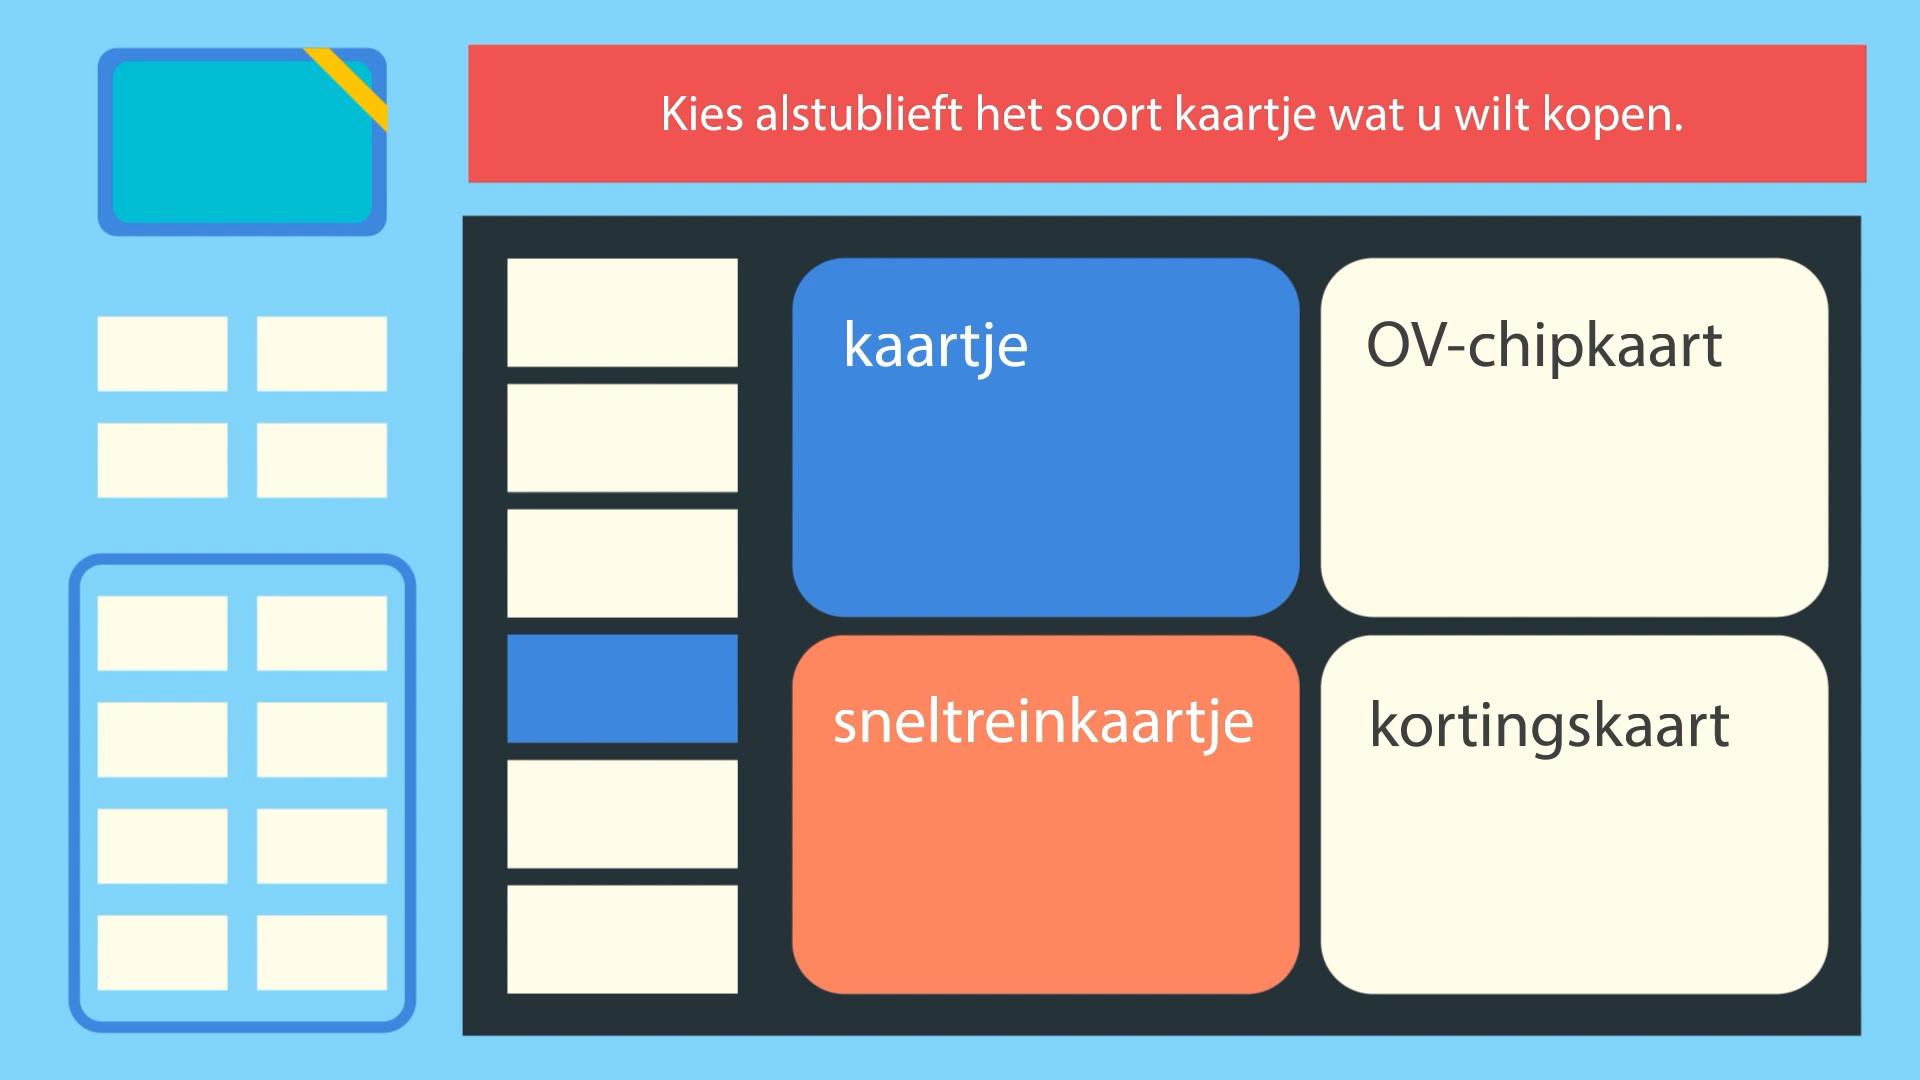 Kies alstublieft het soort kaartje wat u wilt kopen.
kaartje
OV-chipkaart
sneltreinkaartje
kortingskaart